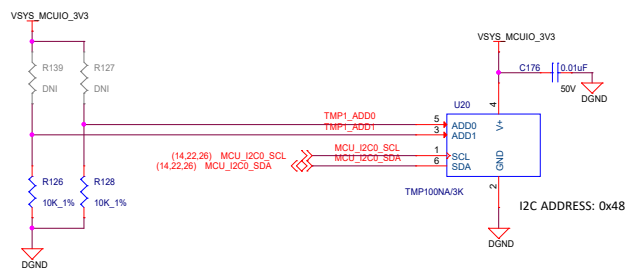 VSYS_MCUIO_3V3
R139
DNI
R127
DNI
R126
10K_1%
R128
10K_1%
DGND
VSYS_MCUIO_3V3
C176
0.01uF
50V
DGND
U20
TMP1_ADD0
TMP1_ADD1
5
3
ADD0
ADD1
4
V+
(14,22,26) MCU_I2C0_SCL
(14,22,26) MCU_I2C0_SDA
MCU_I2C0_SCL
MCU_I2C0_SDA
1
6
SCL
SDA
GND
2
TMP100NA/3K
DGND
I2C ADDRESS: 0x48